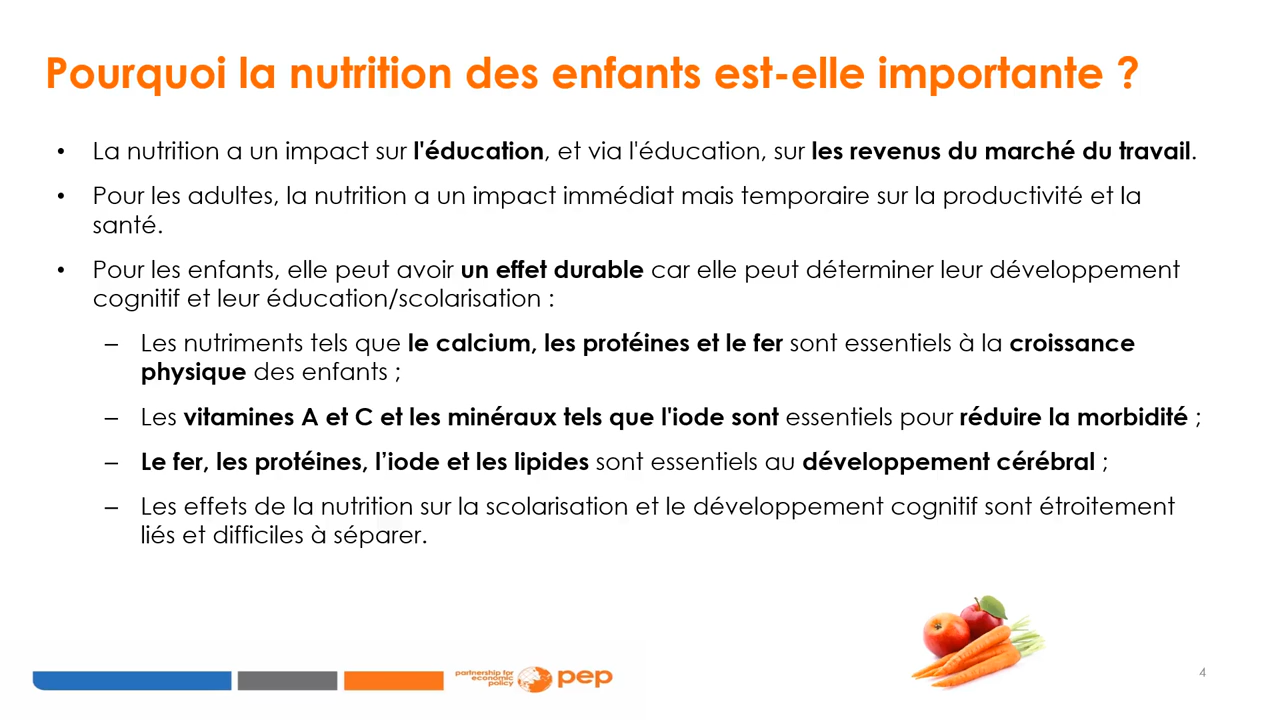 Pourquoi la nutrition des enfants est-elle importante ?
• La nutrition a un impact sur l'éducation, et via l'éducation, sur les revenus du marché du travail.
• Pour les adultes, la nutrition a un impact immédiat mais temporaire sur la productivité et la
santé.
• Pour les enfants, elle peut avoir un effet durable car elle peut déterminer leur développement
cognitif et leur éducation/scolarisation :
– Les nutriments tels que le calcium, les protéines et le fer sont essentiels à la croissance
physique des enfants ;
– Les vitamines A et C et les minéraux tels que l'iode sont essentiels pour réduire la morbidité ;
– Le fer, les protéines, l’iode et les lipides sont essentiels au développement cérébral ;
– Les effets de la nutrition sur la scolarisation et le développement cognitif sont étroitement
liés et difficiles à séparer.
partnership for
economic
policy
pep
4